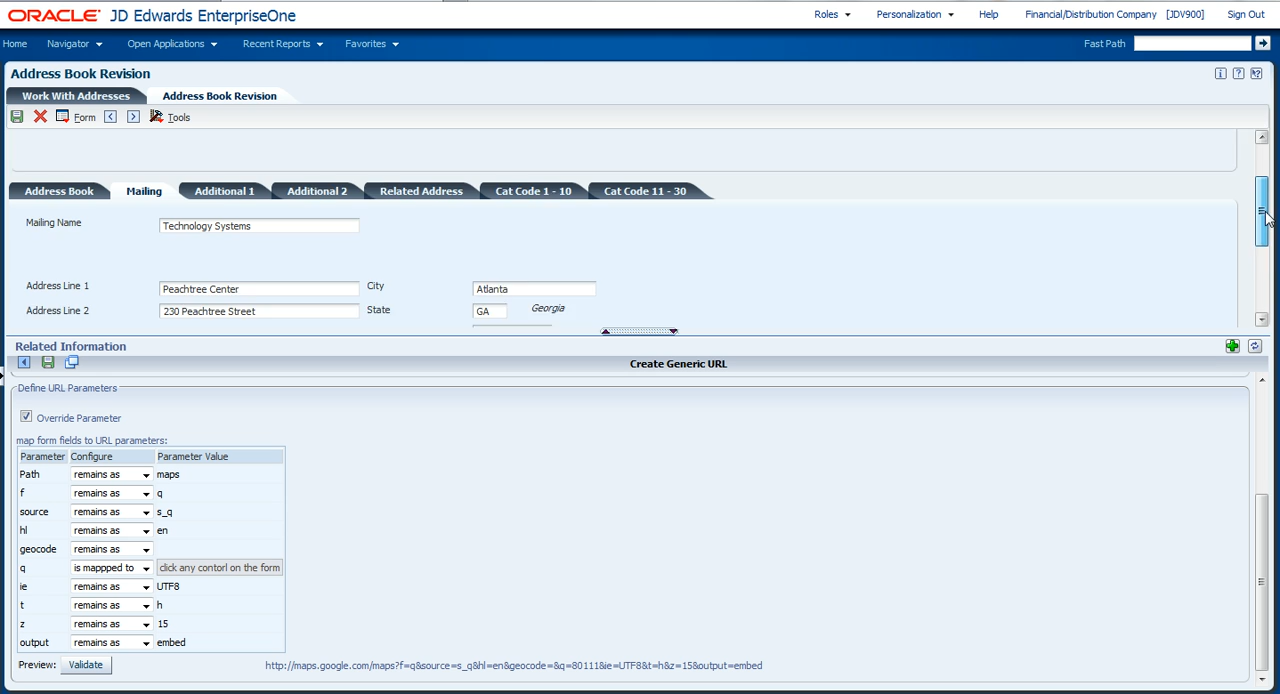 ORACLE JD Edwards EnterpriseOne Roles Personalization Help Financial/Distribution Company [JDV900] Sign Out
Home Navigator Open Applications Recent Reports Favorites Fast Path
Address Book Revision
Work With Addresses Address Book Revision
Form Tools
Address Book Mailing Additional 1 Additional 2 Related Address Cat Code 1 - 10 Cat Code 11 - 30
Mailing Name Technology Systems
Address Line 1 Peachtree Center City Atlanta
Address Line 2 230 Peachtree Street State GA Georgia
Related Information
Create Generic URL
Define URL Parameters
Override Parameter
map form fields to URL parameters:
Parameter Configure Parameter Value
Path remains as maps
f remains as q
source remains as s_q
hl remains as en
geocode remains as
q is mappped to click any contorl on the form
ie remains as UTF8
t remains as h
z remains as 15
output remains as embed
Preview: Validate http://maps.google.com/maps?f=q&source=s_q&hl=en&geocode=&q=80111&ie=UTF8&t=h&z=15&output=embed